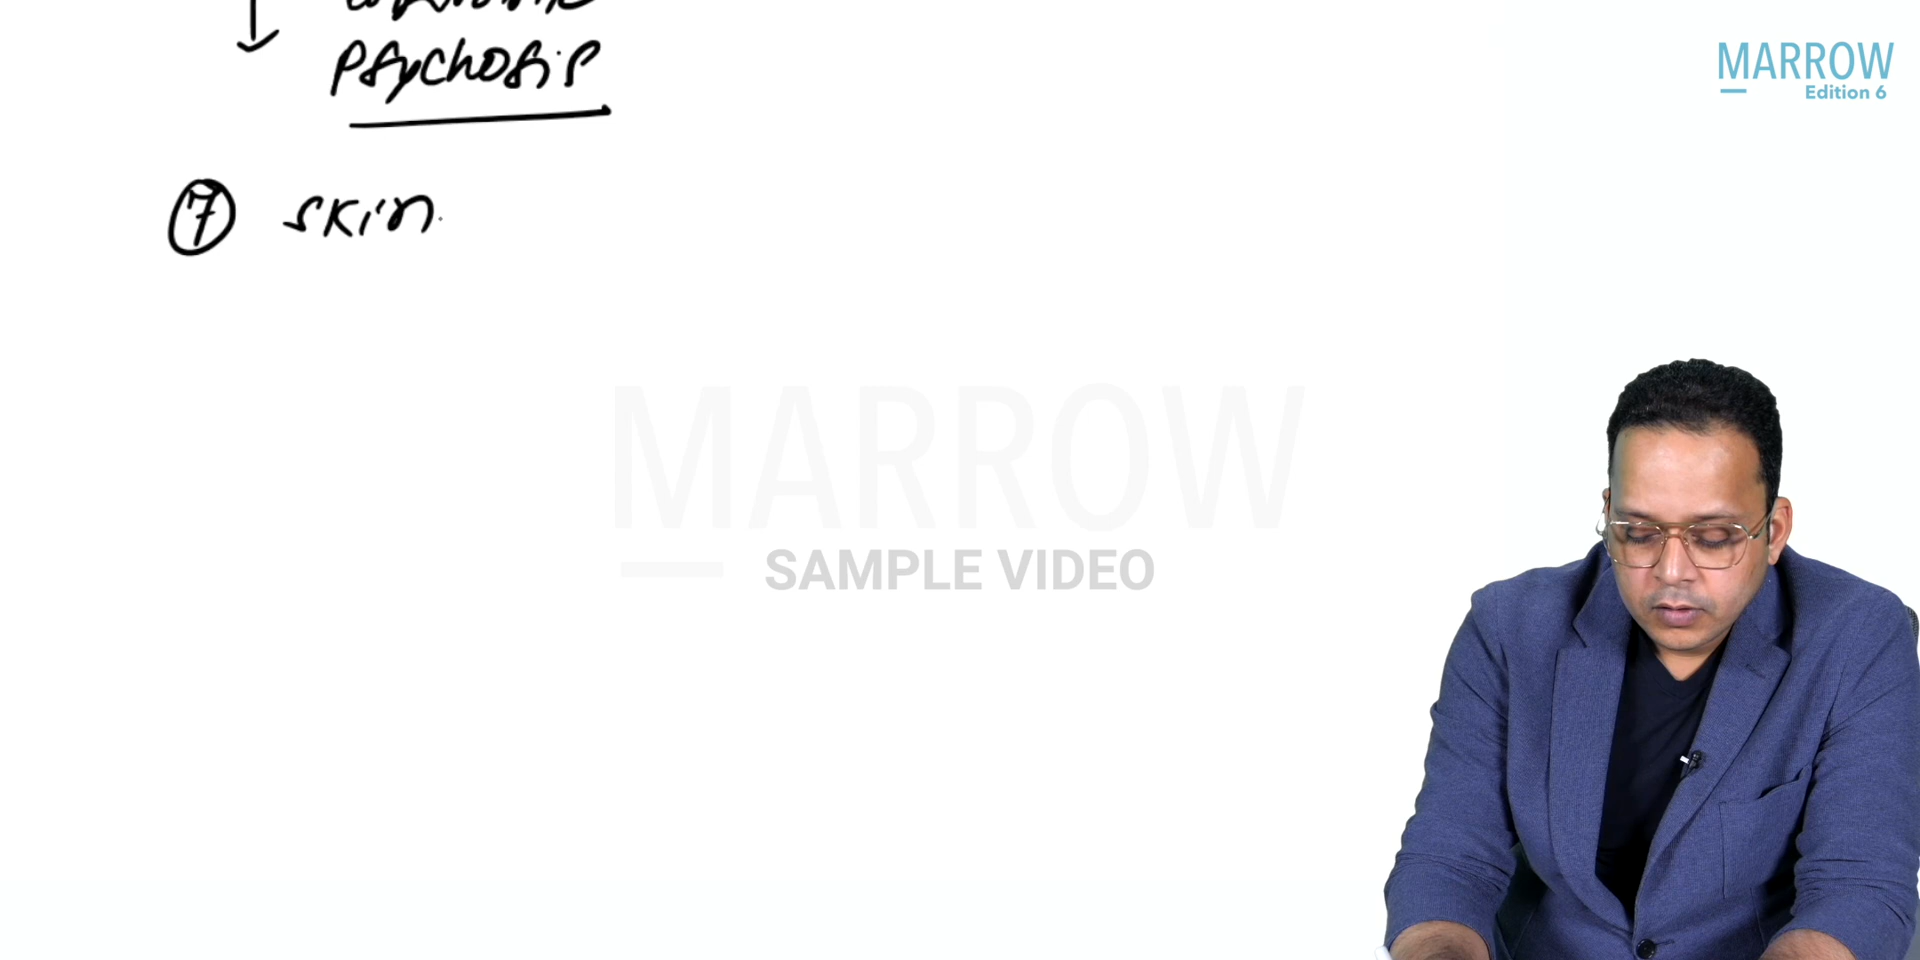 psychosis
MARROW
Edition 6
7 skin
MARROW
SAMPLE VIDEO